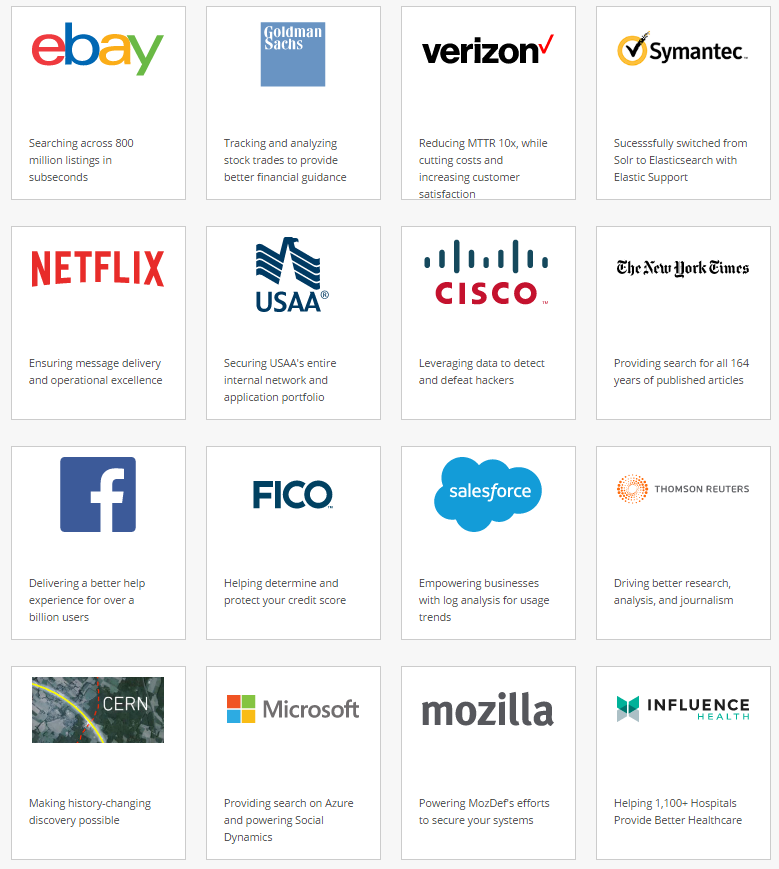 ebay
Searching across 800
million listings in
subseconds
Goldman
Sachs
Tracking and analyzing
stock trades to provide
better financial guidance
verizon✓
Reducing MTTR 10x, while
cutting costs and
increasing customer
satisfaction
Symantec™
Sucesssfully switched from
Solr to Elasticsearch with
Elastic Support
NETFLIX
Ensuring message delivery
and operational excellence
USAA®
Securing USAA's entire
internal network and
application portfolio
CISCO™
Leveraging data to detect
and defeat hackers
The New York Times
Providing search for all 164
years of published articles
f
Delivering a better help
experience for over a
billion users
FICO™
Helping determine and
protect your credit score
salesforce
Empowering businesses
with log analysis for usage
trends
THOMSON REUTERS
Driving better research,
analysis, and journalism
CERN
Making history-changing
discovery possible
Microsoft
Providing search on Azure
and powering Social
Dynamics
mozilla
Powering MozDef's efforts
to secure your systems
INFLUENCE
HEALTH
Helping 1,100+ Hospitals
Provide Better Healthcare